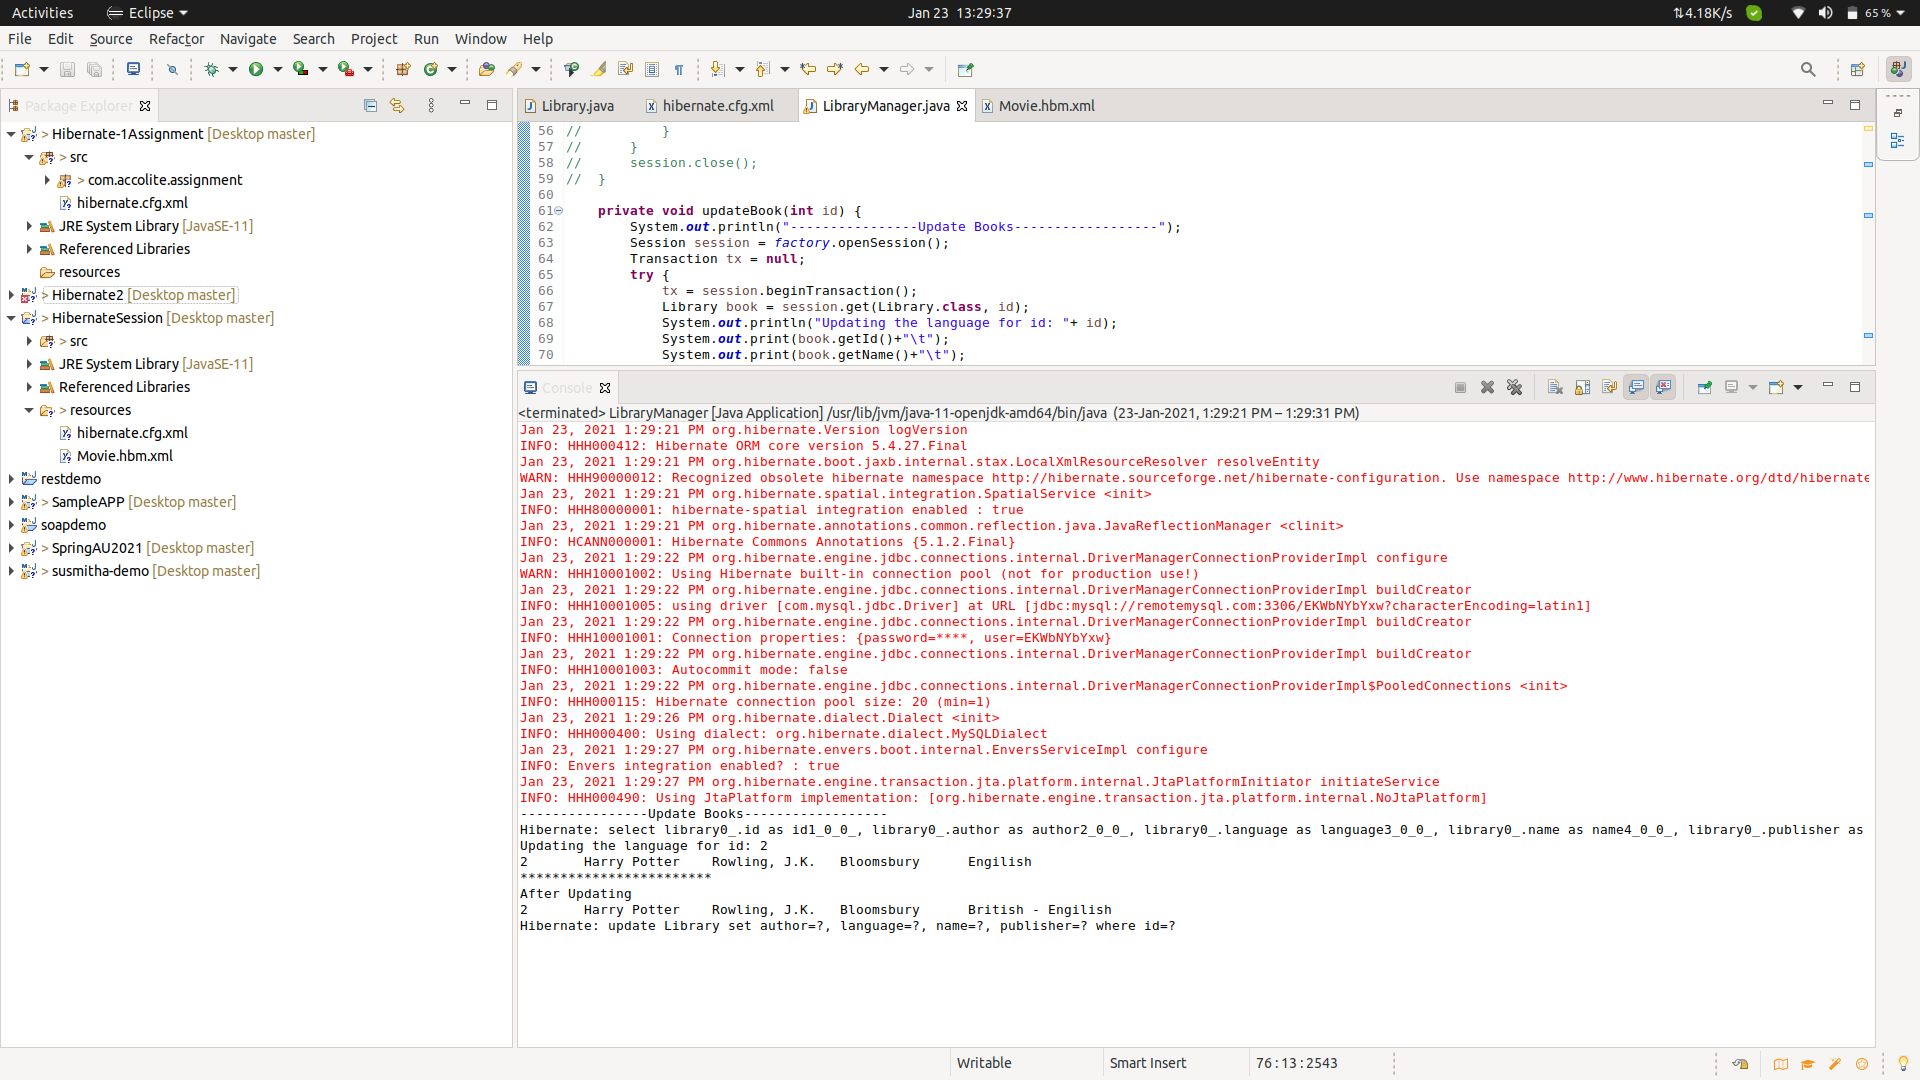 Activities Eclipse Jan 23 13:29:37 4.18K/s 65 %
File Edit Source Refactor Navigate Search Project Run Window Help
Package Explorer
> Hibernate-1Assignment [Desktop master]
> src
> com.accolite.assignment
hibernate.cfg.xml
JRE System Library [JavaSE-11]
Referenced Libraries
resources
> Hibernate2 [Desktop master]
> HibernateSession [Desktop master]
> src
JRE System Library [JavaSE-11]
Referenced Libraries
> resources
hibernate.cfg.xml
Movie.hbm.xml
restdemo
> SampleAPP [Desktop master]
soapdemo
> SpringAU2021 [Desktop master]
> susmitha-demo [Desktop master]
Library.java hibernate.cfg.xml LibraryManager.java Movie.hbm.xml
56 // }
57 // }
58 // session.close();
59 // }
60
61 private void updateBook(int id) {
62 System.out.println("----------------Update Books------------------");
63 Session session = factory.openSession();
64 Transaction tx = null;
65 try {
66 tx = session.beginTransaction();
67 Library book = session.get(Library.class, id);
68 System.out.println("Updating the language for id: "+ id);
69 System.out.print(book.getId()+"\t");
70 System.out.print(book.getName()+"\t");
Console
<terminated> LibraryManager [Java Application] /usr/lib/jvm/java-11-openjdk-amd64/bin/java (23-Jan-2021, 1:29:21 PM – 1:29:31 PM)
Jan 23, 2021 1:29:21 PM org.hibernate.Version logVersion
INFO: HHH000412: Hibernate ORM core version 5.4.27.Final
Jan 23, 2021 1:29:21 PM org.hibernate.boot.jaxb.internal.stax.LocalXmlResourceResolver resolveEntity
WARN: HHH90000012: Recognized obsolete hibernate namespace http://hibernate.sourceforge.net/hibernate-configuration. Use namespace http://www.hibernate.org/dtd/hibernate
Jan 23, 2021 1:29:21 PM org.hibernate.spatial.integration.SpatialService <init>
INFO: HHH80000001: hibernate-spatial integration enabled : true
Jan 23, 2021 1:29:21 PM org.hibernate.annotations.common.reflection.java.JavaReflectionManager <clinit>
INFO: HCANN000001: Hibernate Commons Annotations {5.1.2.Final}
Jan 23, 2021 1:29:22 PM org.hibernate.engine.jdbc.connections.internal.DriverManagerConnectionProviderImpl configure
WARN: HHH10001002: Using Hibernate built-in connection pool (not for production use!)
Jan 23, 2021 1:29:22 PM org.hibernate.engine.jdbc.connections.internal.DriverManagerConnectionProviderImpl buildCreator
INFO: HHH10001005: using driver [com.mysql.jdbc.Driver] at URL [jdbc:mysql://remotemysql.com:3306/EKWbNYbYxw?characterEncoding=latin1]
Jan 23, 2021 1:29:22 PM org.hibernate.engine.jdbc.connections.internal.DriverManagerConnectionProviderImpl buildCreator
INFO: HHH10001001: Connection properties: {password=****, user=EKWbNYbYxw}
Jan 23, 2021 1:29:22 PM org.hibernate.engine.jdbc.connections.internal.DriverManagerConnectionProviderImpl buildCreator
INFO: HHH10001003: Autocommit mode: false
Jan 23, 2021 1:29:22 PM org.hibernate.engine.jdbc.connections.internal.DriverManagerConnectionProviderImpl$PooledConnections <init>
INFO: HHH000115: Hibernate connection pool size: 20 (min=1)
Jan 23, 2021 1:29:26 PM org.hibernate.dialect.Dialect <init>
INFO: HHH000400: Using dialect: org.hibernate.dialect.MySQLDialect
Jan 23, 2021 1:29:27 PM org.hibernate.envers.boot.internal.EnversServiceImpl configure
INFO: Envers integration enabled? : true
Jan 23, 2021 1:29:27 PM org.hibernate.engine.transaction.jta.platform.internal.JtaPlatformInitiator initiateService
INFO: HHH000490: Using JtaPlatform implementation: [org.hibernate.engine.transaction.jta.platform.internal.NoJtaPlatform]
----------------Update Books------------------
Hibernate: select library0_.id as id1_0_0_, library0_.author as author2_0_0_, library0_.language as language3_0_0_, library0_.name as name4_0_0_, library0_.publisher as
Updating the language for id: 2
2 Harry Potter Rowling, J.K. Bloomsbury Engilish
************************
After Updating
2 Harry Potter Rowling, J.K. Bloomsbury British - Engilish
Hibernate: update Library set author=?, language=?, name=?, publisher=? where id=?
Writable Smart Insert 76 : 13 : 2543